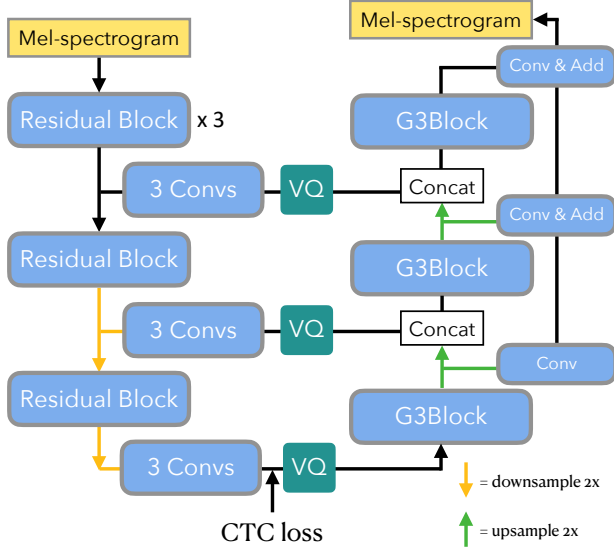 Mel-spectrogram
Mel-spectrogram
Conv & Add
Residual Block x 3
G3Block
3 Convs
VQ
Concat
Conv & Add
Residual Block
G3Block
3 Convs
VQ
Concat
Conv
Residual Block
G3Block
3 Convs
VQ
= downsample 2x
CTC loss
= upsample 2x